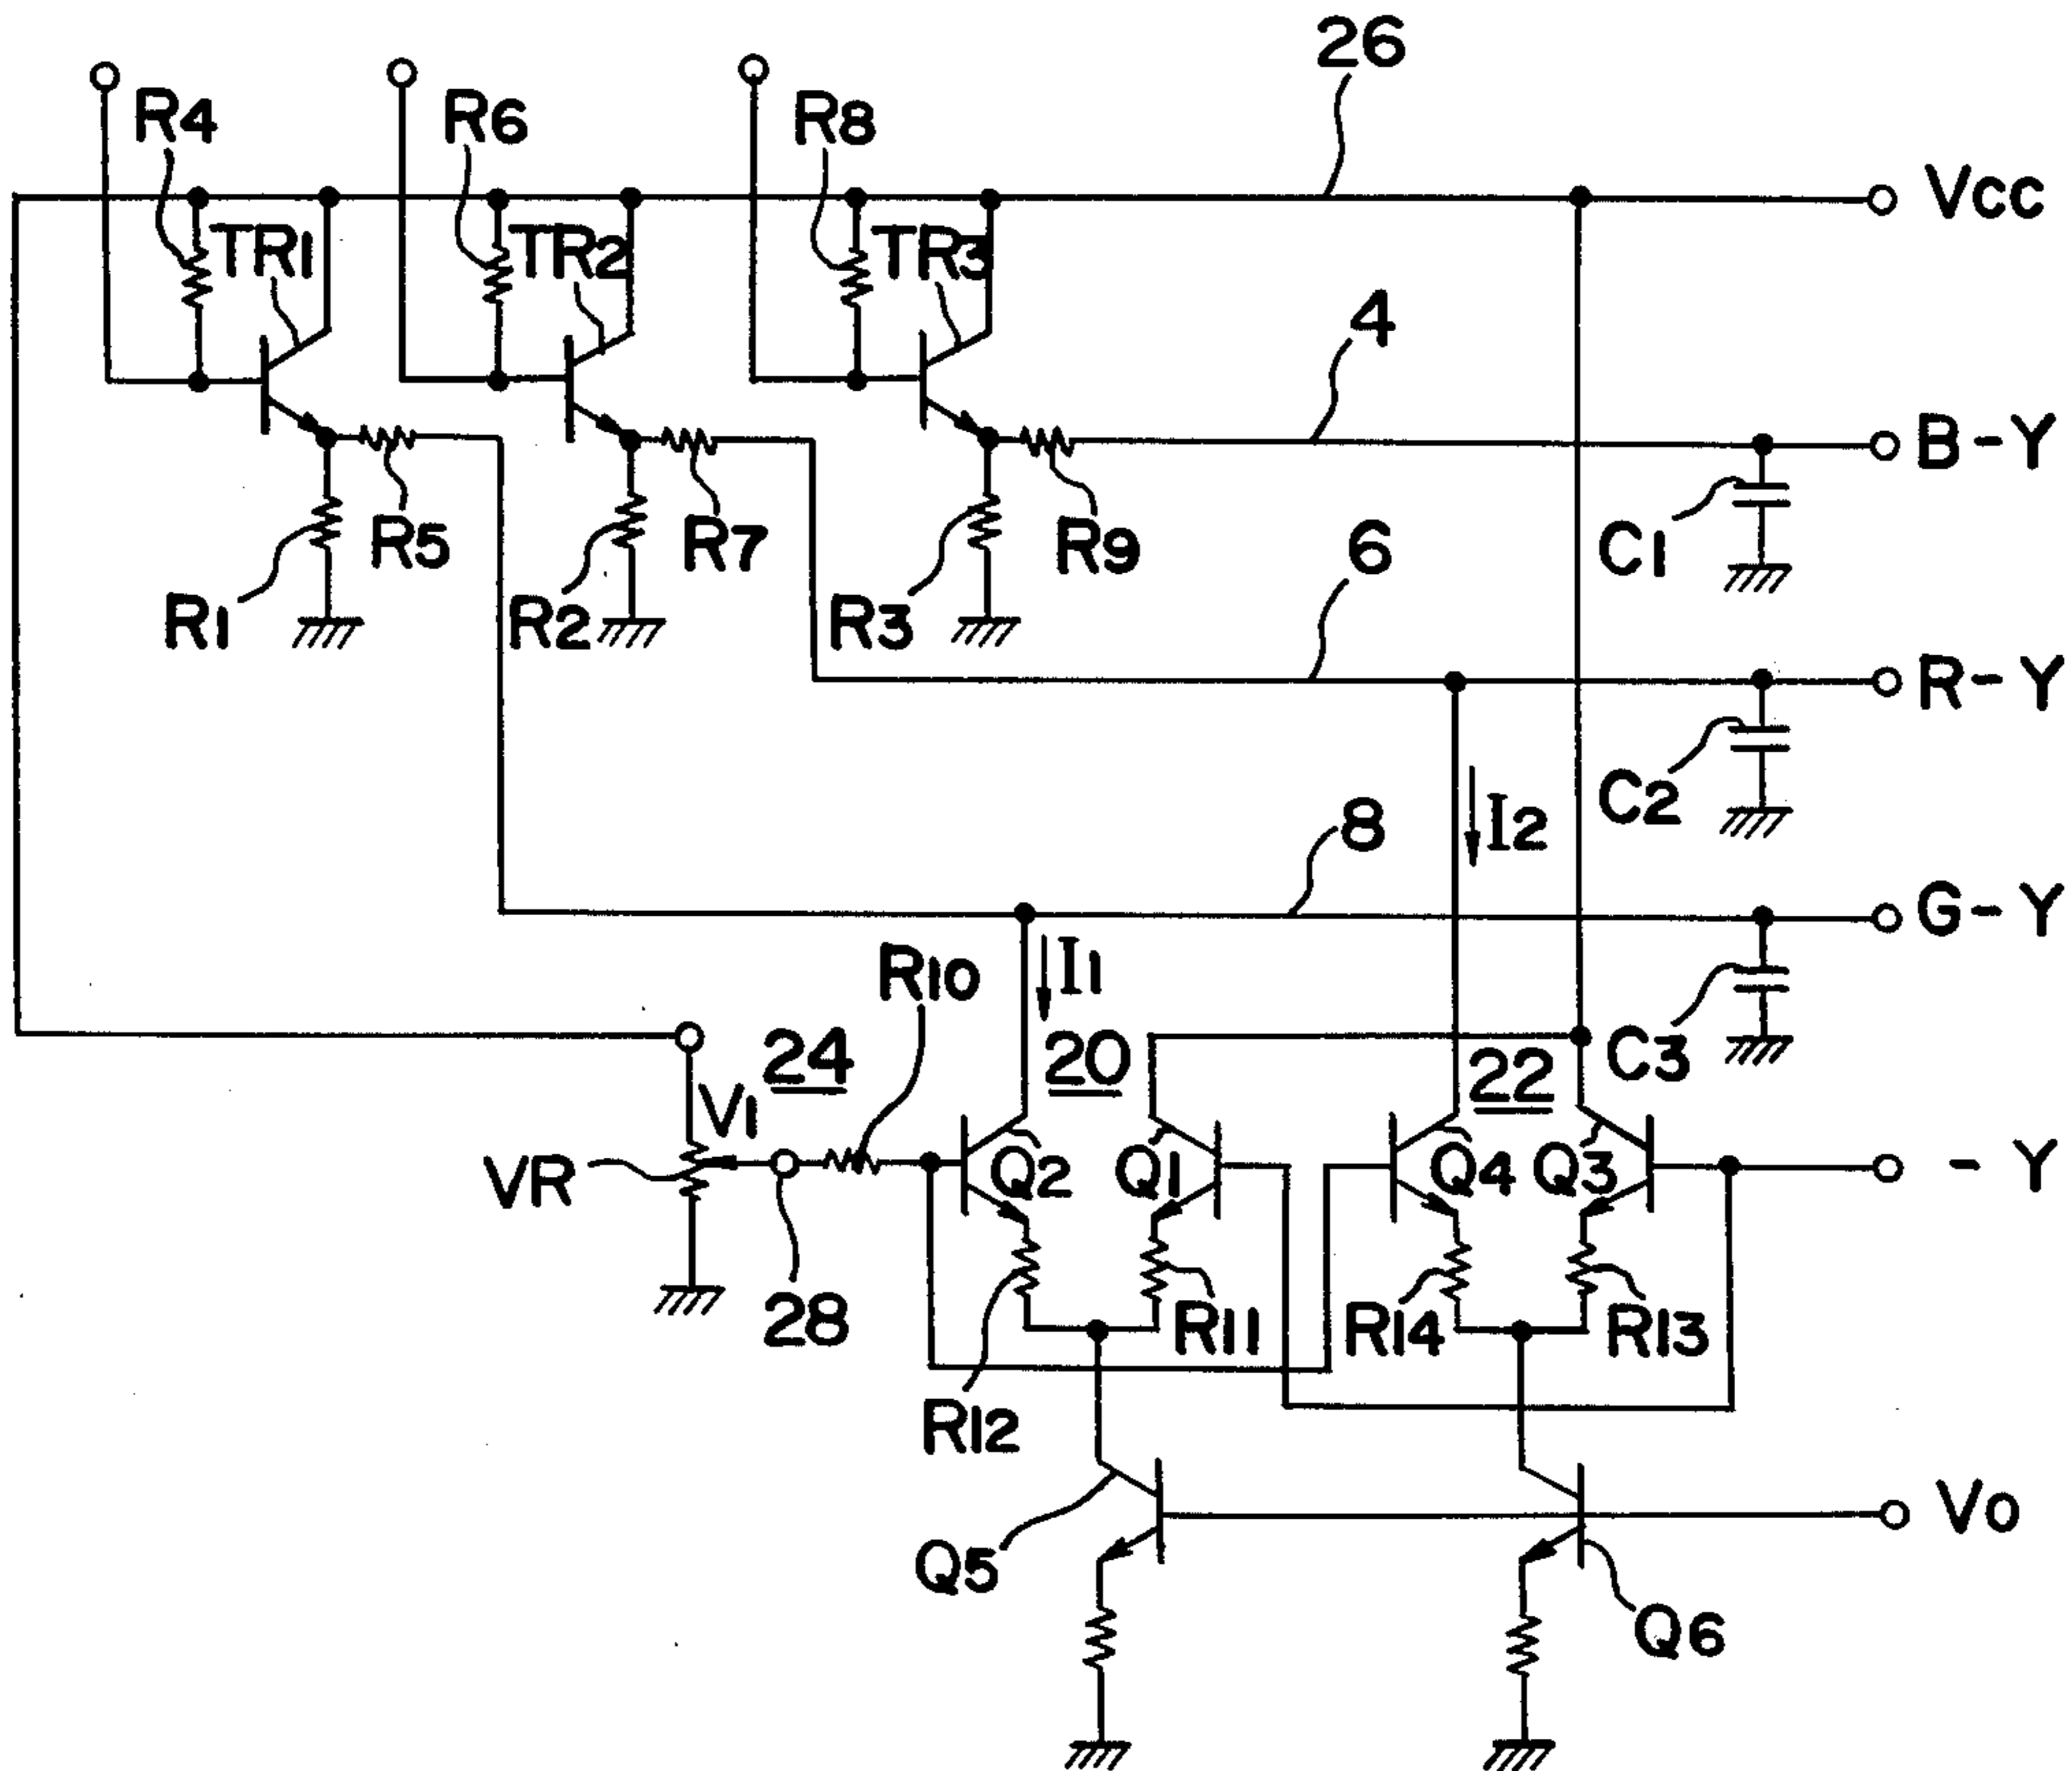 26
R4
R6
R8
Vcc
TR1
TR2
TR3
4
B-Y
R5
R7
R9
C1
R1
R2
R3
6
R-Y
C2
I2
8
G-Y
R10
I1
24
20
22
C3
V1
VR
Q2
Q1
Q4
Q3
-Y
28
R11
R14
R13
R12
Vo
Q5
Q6